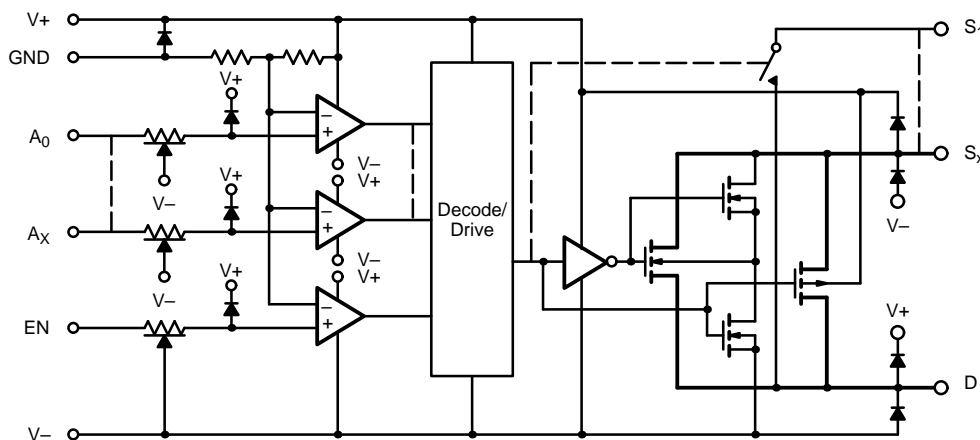 V+
GND
V+
A0
–
+
V–
V–
V+
V+
AX
–
+
Decode/
Drive
V–
V–
V+
V+
EN
–
+
V–
SX
V–
V+
D